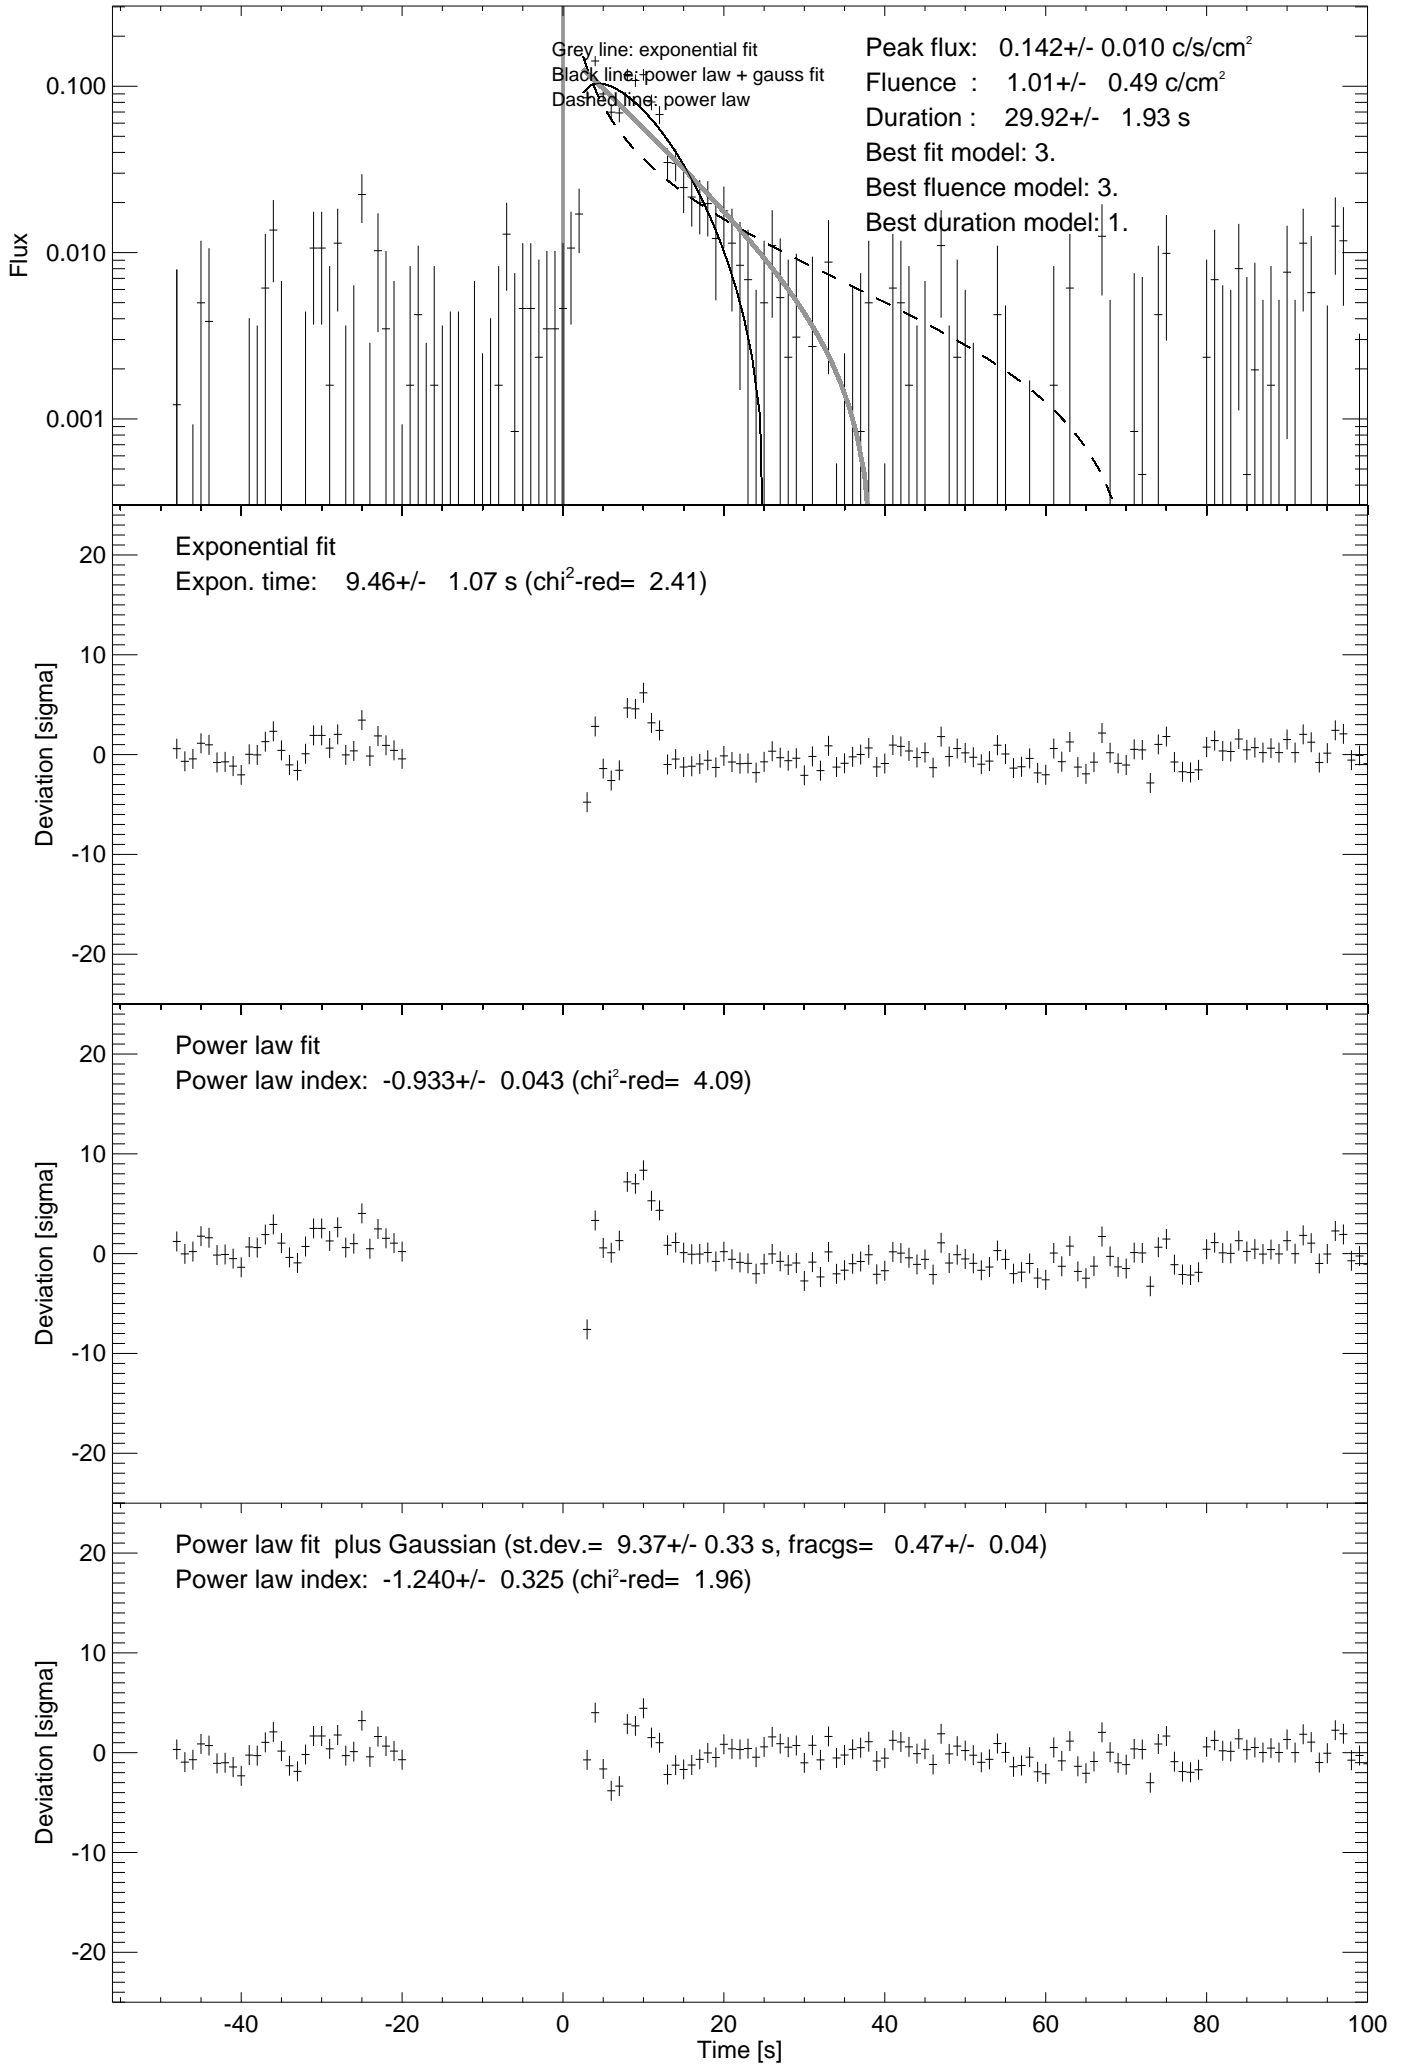 Grey line: exponential fit
Black line: power law + gauss fit
Dashed line: power law
Peak flux: 0.142+/- 0.010 c/s/cm²
Fluence : 1.01+/- 0.49 c/cm²
Duration : 29.92+/- 1.93 s
Best fit model: 3.
Best fluence model: 3.
Best duration model: 1.
Flux
0.100
0.010
0.001
Exponential fit
Expon. time: 9.46+/- 1.07 s (chi²-red= 2.41)
Deviation [sigma]
20
10
0
-10
-20
Power law fit
Power law index: -0.933+/- 0.043 (chi²-red= 4.09)
Deviation [sigma]
20
10
0
-10
-20
Power law fit plus Gaussian (st.dev.= 9.37+/- 0.33 s, fracgs= 0.47+/- 0.04)
Power law index: -1.240+/- 0.325 (chi²-red= 1.96)
Deviation [sigma]
20
10
0
-10
-20
-40 -20 0 20 40 60 80 100
Time [s]